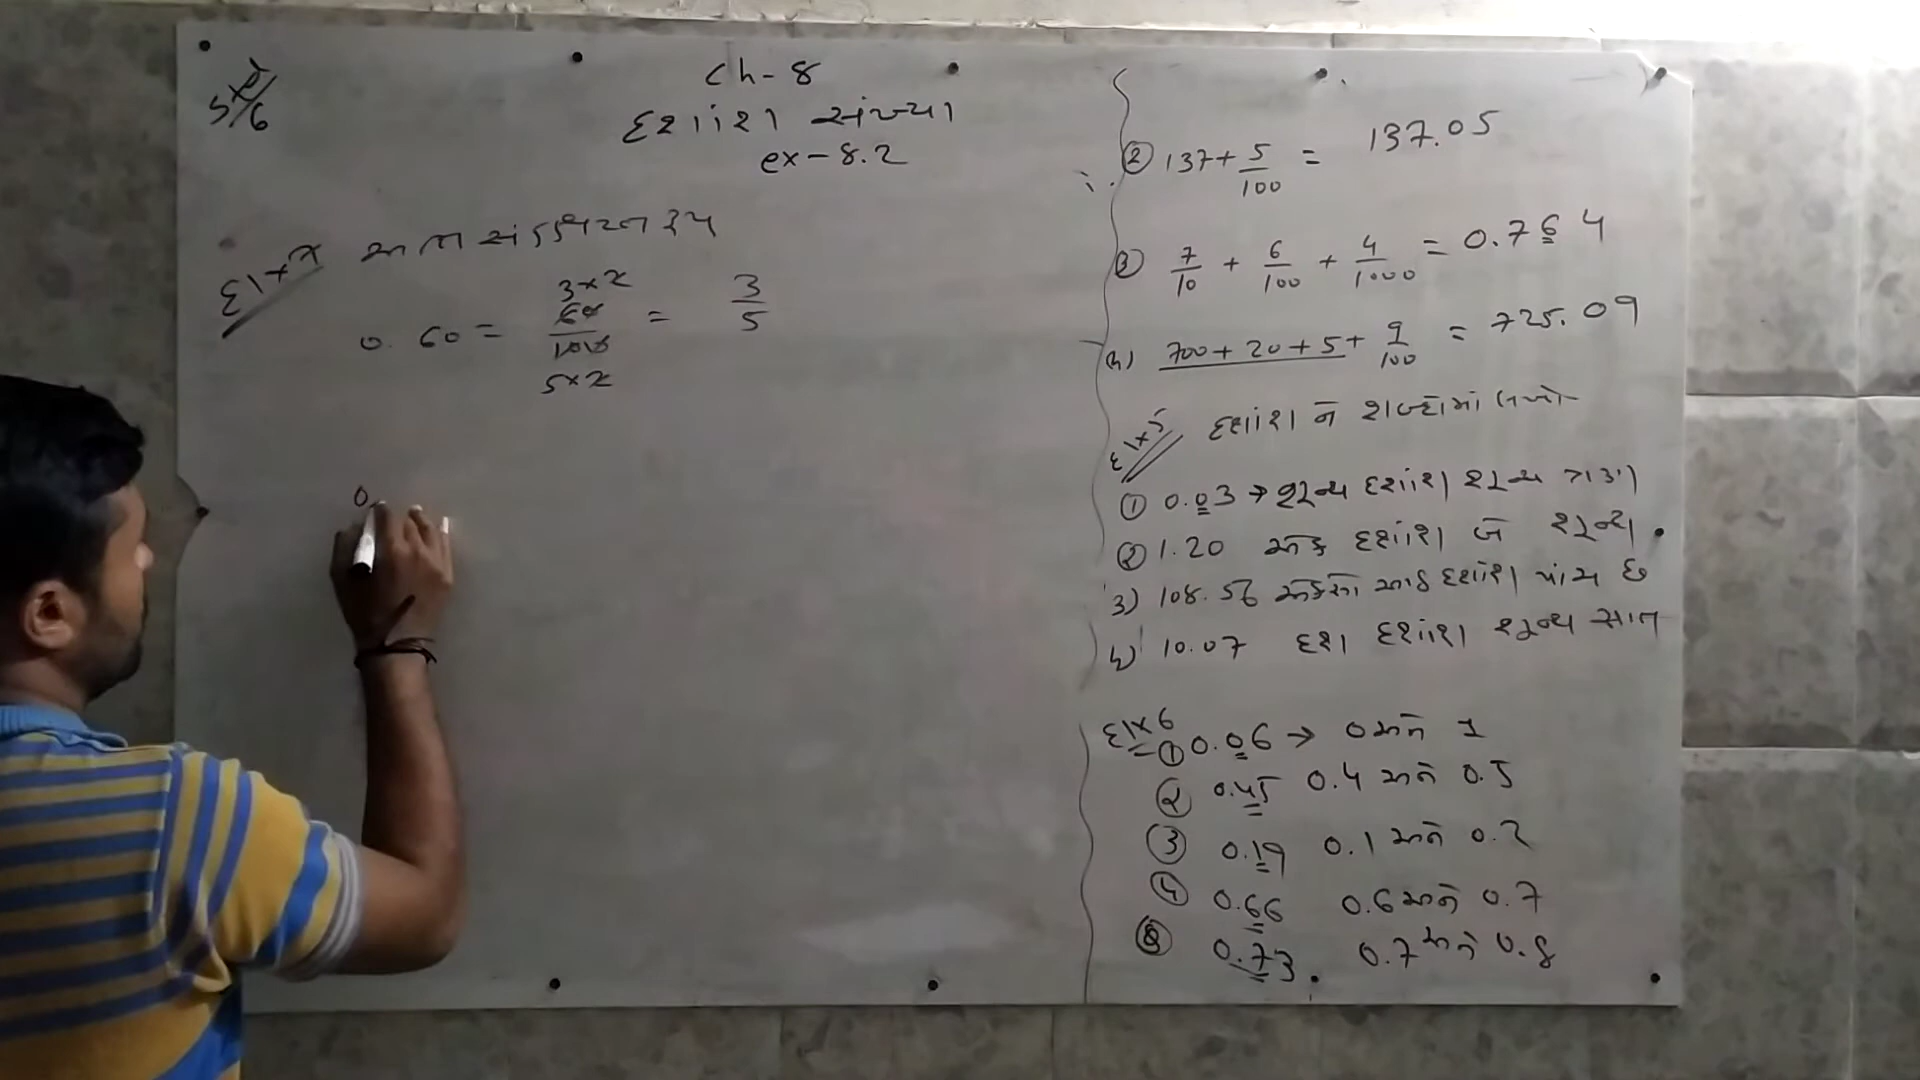 ધો/6
Ch-8
દશાંશ સંખ્યા
ex-8.2
દાખલો અતિ સંક્ષિપ્ત રૂપ
3×2
0.60 = 60/100 = 3/5
5×2
0.
② 137 + 5/100 = 137.05
③ 7/10 + 6/100 + 4/1000 = 0.764
૪) 700 + 20 + 5 + 9/100 = 725.09
દા×5 દશાંશ ને શબ્દોમાં લખો
① 0.03 → શૂન્ય દશાંશ શૂન્ય ત્રણ
② 1.20 એક દશાંશ બે શૂન્ય.
3) 108.56 એકસો આઠ દશાંશ પાંચ છ
૪) 10.07 દશ દશાંશ શૂન્ય સાત
દા×6
① 0.06 → 0 અને 1
② 0.45 0.4 અને 0.5
③ 0.19 0.1 અને 0.2
④ 0.66 0.6 અને 0.7
⑤ 0.73. 0.7 અને 0.8